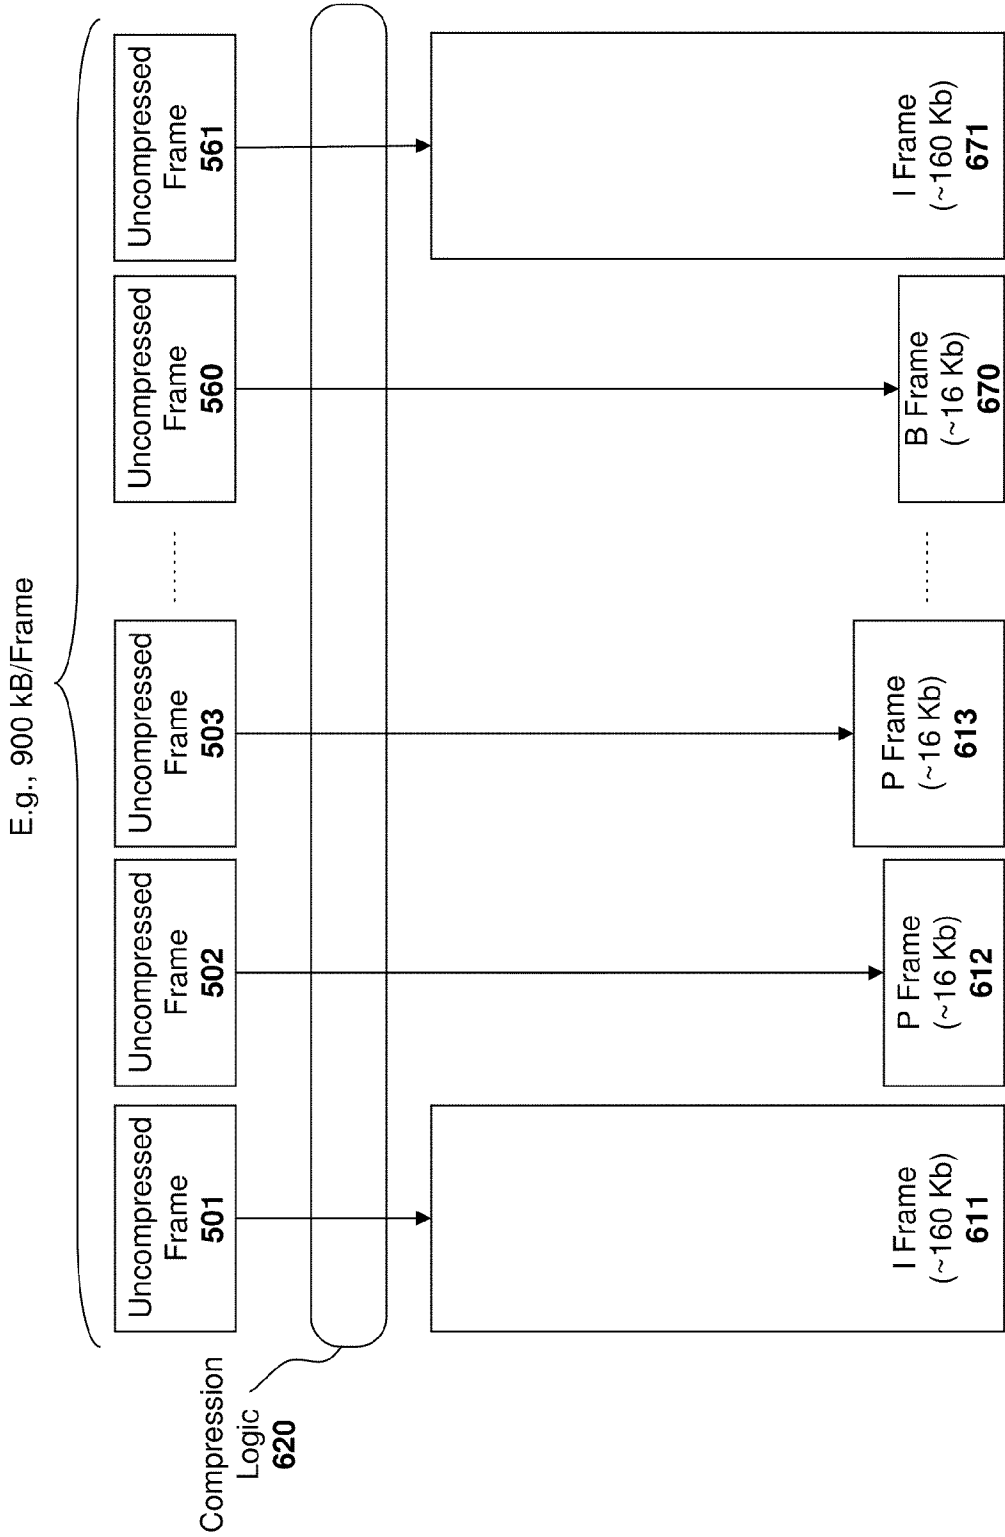 E.g., 900 kB/Frame
Uncompressed
Frame
501
Uncompressed
Frame
502
Uncompressed
Frame
503
Uncompressed
Frame
560
Uncompressed
Frame
561
Compression
Logic
620
I Frame
(~160 Kb)
611
P Frame
(~16 Kb)
612
P Frame
(~16 Kb)
613
B Frame
(~16 Kb)
670
I Frame
(~160 Kb)
671